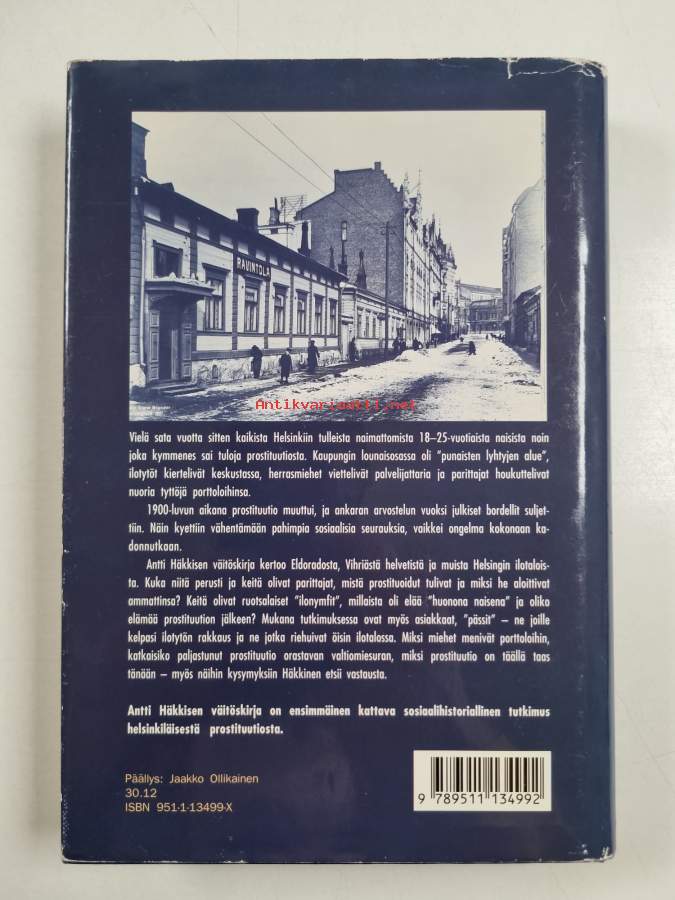 RAVINTOLA
Antikvariaatti.net
Vielä sata vuotta sitten kaikista Helsinkiin tulleista naimattomista 18–25-vuotiaista naisista noin
joka kymmenes sai tuloja prostituutiosta. Kaupungin lounaisosassa oli "punaisten lyhtyjen alue",
ilotytöt kiertelivät keskustassa, herrasmiehet viettelivät palvelijattaria ja parittajat houkuttelivat
nuoria tyttöjä porttoloihinsa.
1900-luvun aikana prostituutio muuttui, ja ankaran arvostelun vuoksi julkiset bordellit suljet-
tiin. Näin kyettiin vähentämään pahimpia sosiaalisia seurauksia, vaikkei ongelma kokonaan ka-
donnutkaan.
Antti Häkkisen väitöskirja kertoo Eldoradosta, Vihriästä helvetistä ja muista Helsingin ilotalois-
ta. Kuka niitä perusti ja keitä olivat parittajat, mistä prostituoidut tulivat ja miksi he aloittivat
ammattinsa? Keitä olivat ruotsalaiset "ilonymfit", millaista oli elää "huonona naisena" ja oliko
elämää prostituution jälkeen? Mukana tutkimuksessa ovat myös asiakkaat, "pässit" – ne joille
kelpasi ilotytön rakkaus ja ne jotka riehuivat öisin ilotalossa. Miksi miehet menivät porttoloihin,
katkaisiko paljastunut prostituutio orastavan valtiomiesuran, miksi prostituutio on täällä taas
tänään – myös näihin kysymyksiin Häkkinen etsii vastausta.
Antti Häkkisen väitöskirja on ensimmäinen kattava sosiaalihistoriallinen tutkimus
helsinkiläisestä prostituutiosta.
Päällys: Jaakko Ollikainen
30.12
ISBN 951-1-13499-X
9 789511 134992